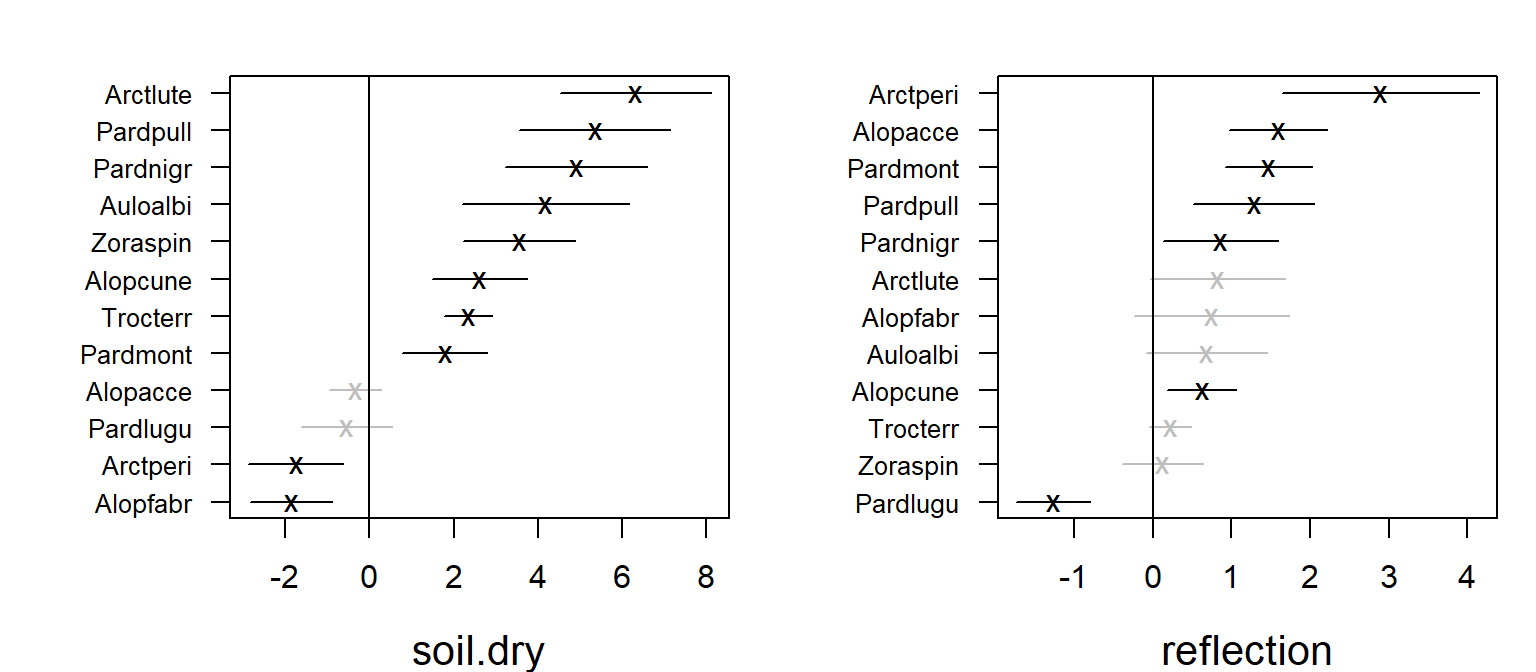 Arctlute
Pardpull
Pardnigr
Auloalbi
Zoraspin
Alopcune
Trocterr
Pardmont
Alopacce
Pardlugu
Arctperi
Alopfabr
-2 0 2 4 6 8
soil.dry
Arctperi
Alopacce
Pardmont
Pardpull
Pardnigr
Arctlute
Alopfabr
Auloalbi
Alopcune
Trocterr
Zoraspin
Pardlugu
-1 0 1 2 3 4
reflection